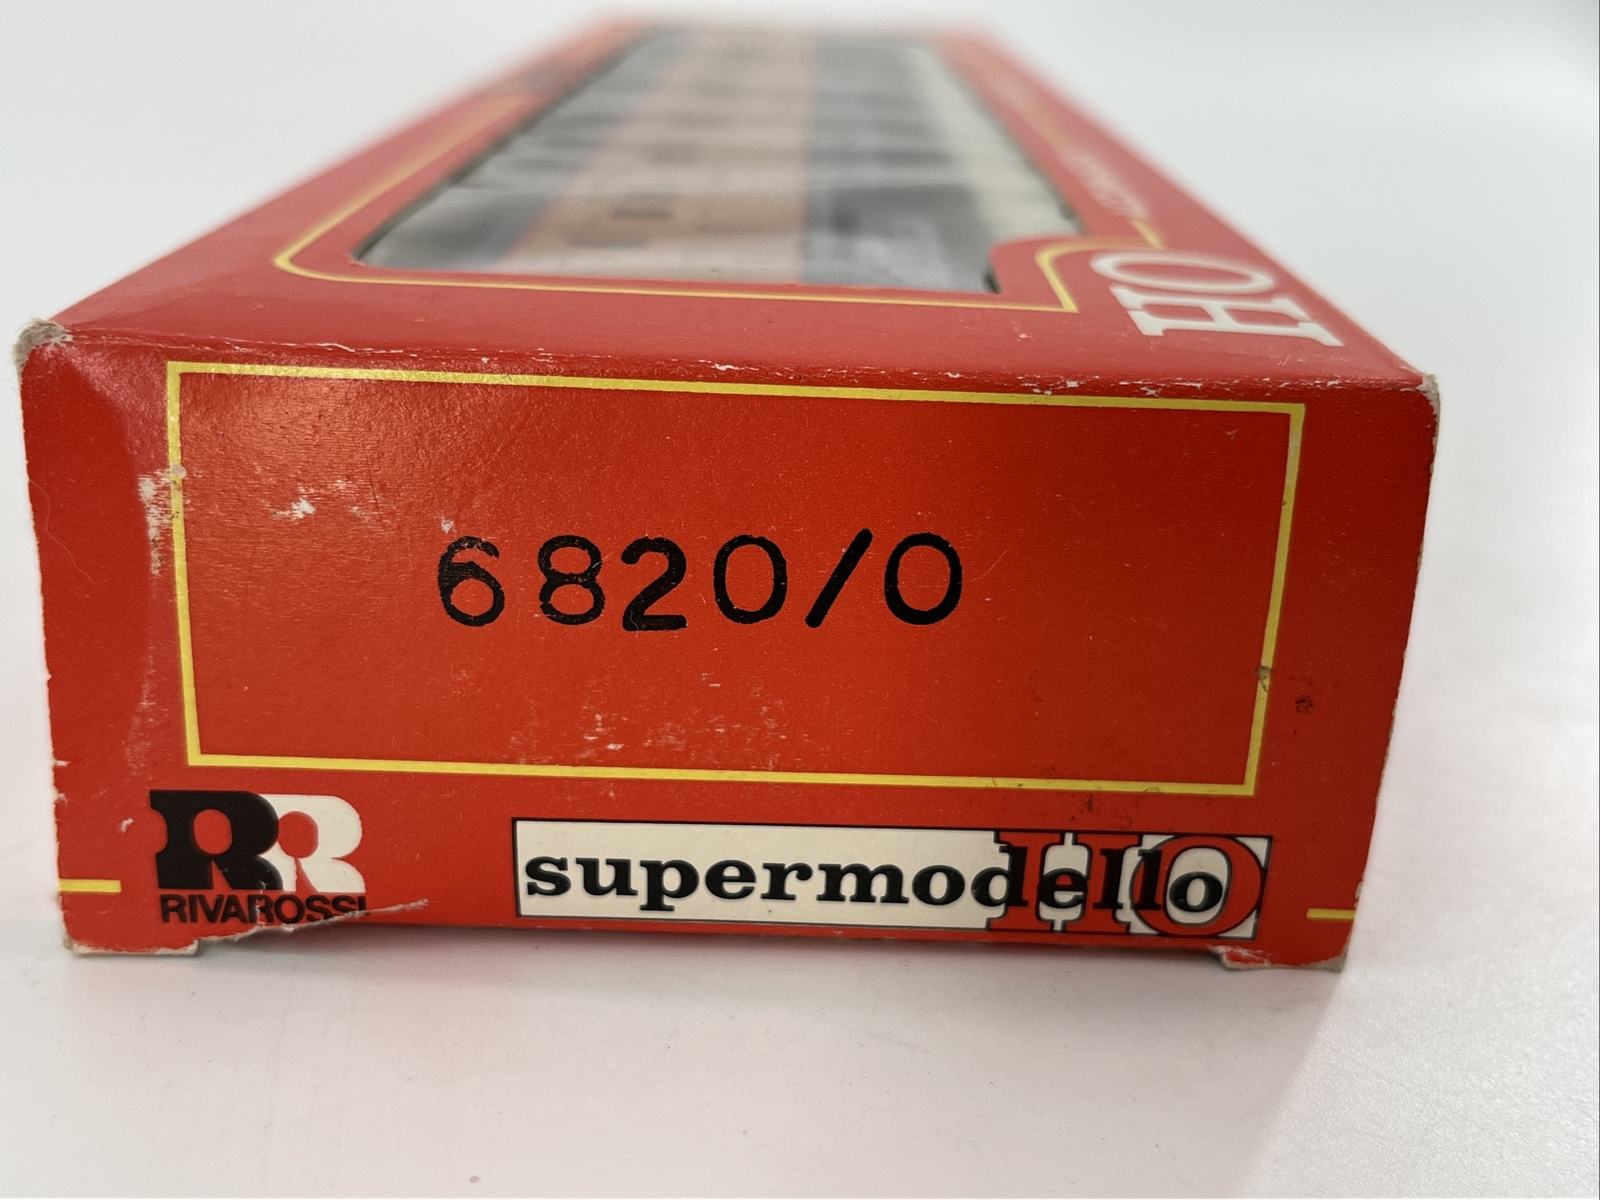 HO
6820/0
RR
RIVAROSSI
supermodello HO